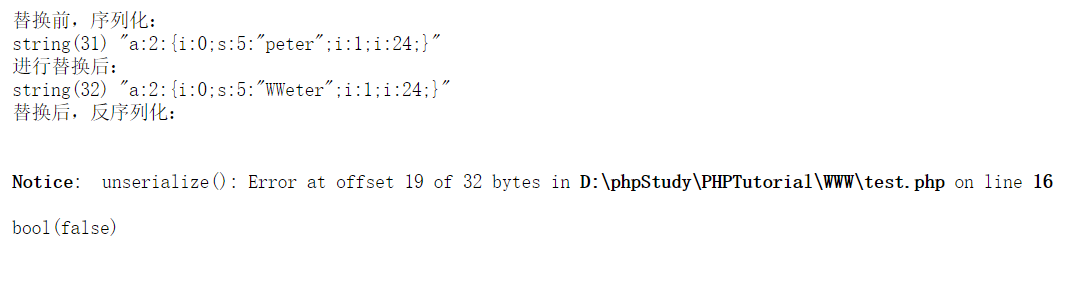 替换前，序列化：
string(31) "a:2:{i:0;s:5:"peter";i:1;i:24;}"
进行替换后：
string(32) "a:2:{i:0;s:5:"WWeter";i:1;i:24;}"
替换后，反序列化：
Notice:  unserialize(): Error at offset 19 of 32 bytes in D:\phpStudy\PHPTutorial\WWW\test.php on line 16
bool(false)